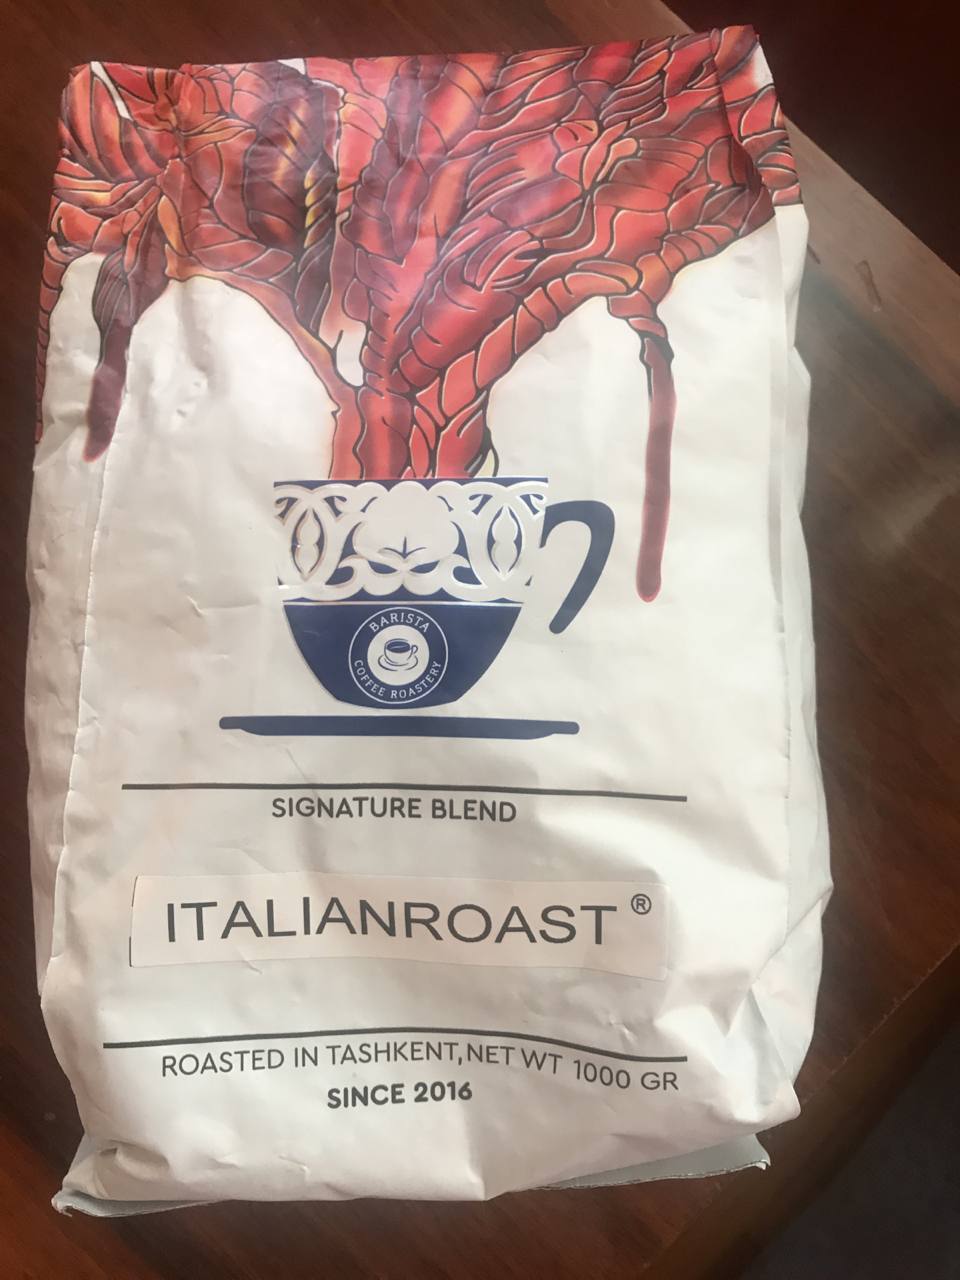 BARISTA
COFFEE ROASTERY
SIGNATURE BLEND
ITALIANROAST ®
ROASTED IN TASHKENT, NET WT 1000 GR
SINCE 2016